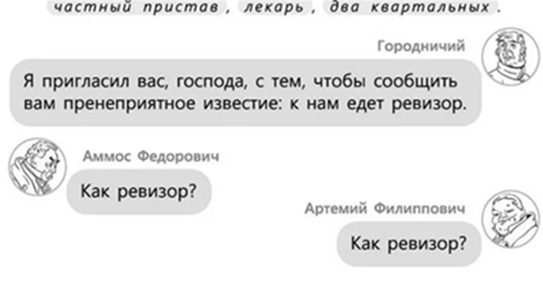 частный пристав, лекарь, два квартальных.
Городничий
Я пригласил вас, господа, с тем, чтобы сообщить
вам пренеприятное известие: к нам едет ревизор.
Аммос Федорович
Как ревизор?
Артемий Филиппович
Как ревизор?